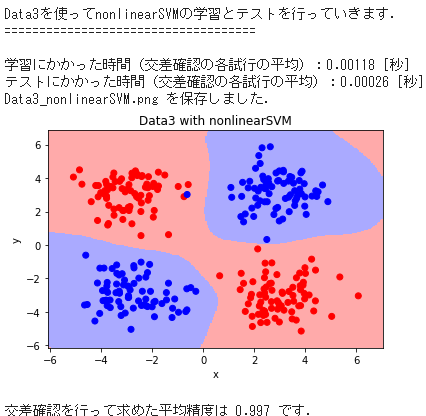 Data3を使ってnonlinearSVMの学習とテストを行っていきます.
====================================
学習にかかった時間（交差確認の各試行の平均）：0.00118 [秒]
テストにかかった時間（交差確認の各試行の平均）：0.00026 [秒]
Data3_nonlinearSVM.png を保存しました.
Data3 with nonlinearSVM
6
4
2
0
−2
−4
−6
y
−6 −4 −2 0 2 4 6
x
交差確認を行って求めた平均精度は 0.997 です.